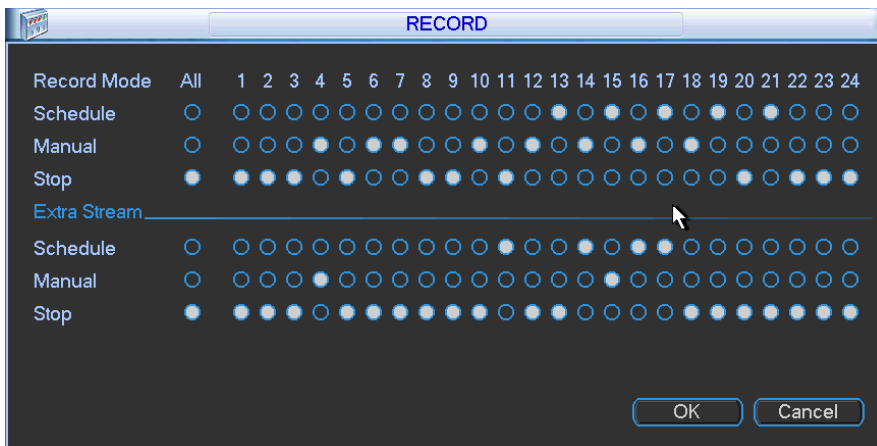 RECORD
Record Mode All 1 2 3 4 5 6 7 8 9 10 11 12 13 14 15 16 17 18 19 20 21 22 23 24
Schedule
Manual
Stop
Extra Stream
Schedule
Manual
Stop
OK Cancel